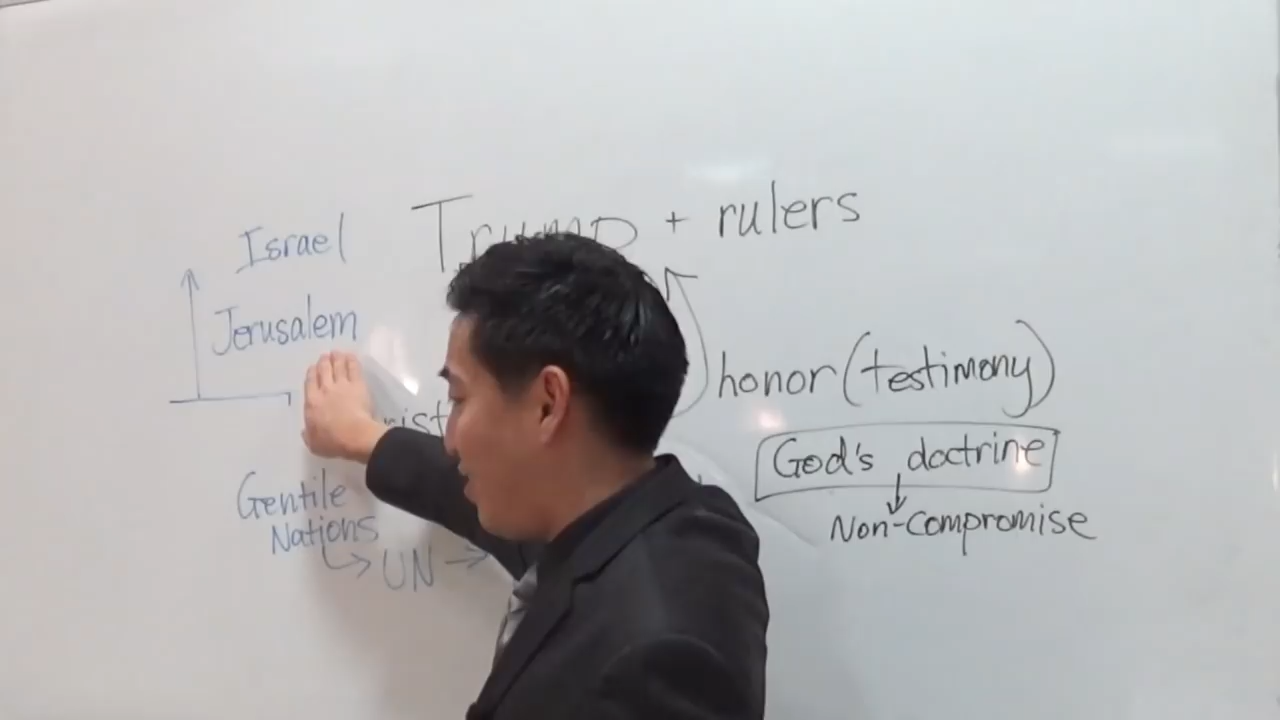 Israel
Trump + rulers
Jerusalem
honor (testimony)
God's doctrine
Non-Compromise
Gentile
Nations
UN